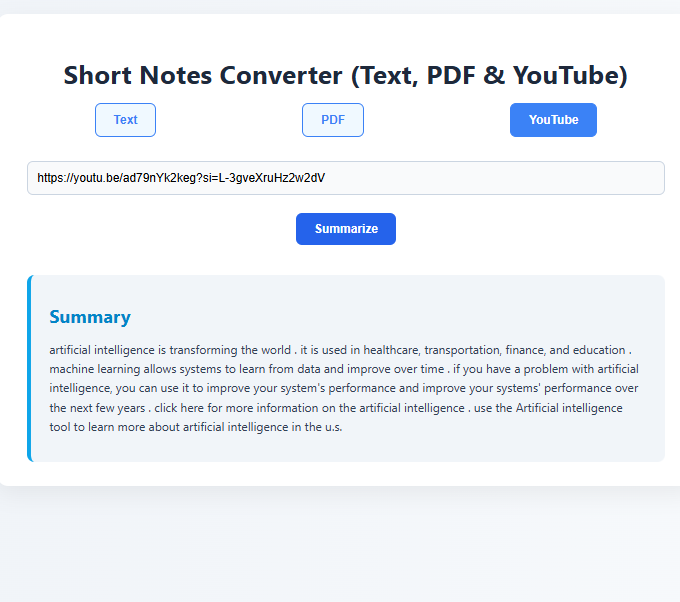 Short Notes Converter (Text, PDF & YouTube)
Text PDF YouTube
https://youtu.be/ad79nYk2keg?si=L-3gveXruHz2w2dV
Summarize
Summary
artificial intelligence is transforming the world . it is used in healthcare, transportation, finance, and education .
machine learning allows systems to learn from data and improve over time . if you have a problem with artificial
intelligence, you can use it to improve your system's performance and improve your systems' performance over
the next few years . click here for more information on the artificial intelligence . use the Artificial intelligence
tool to learn more about artificial intelligence in the u.s.